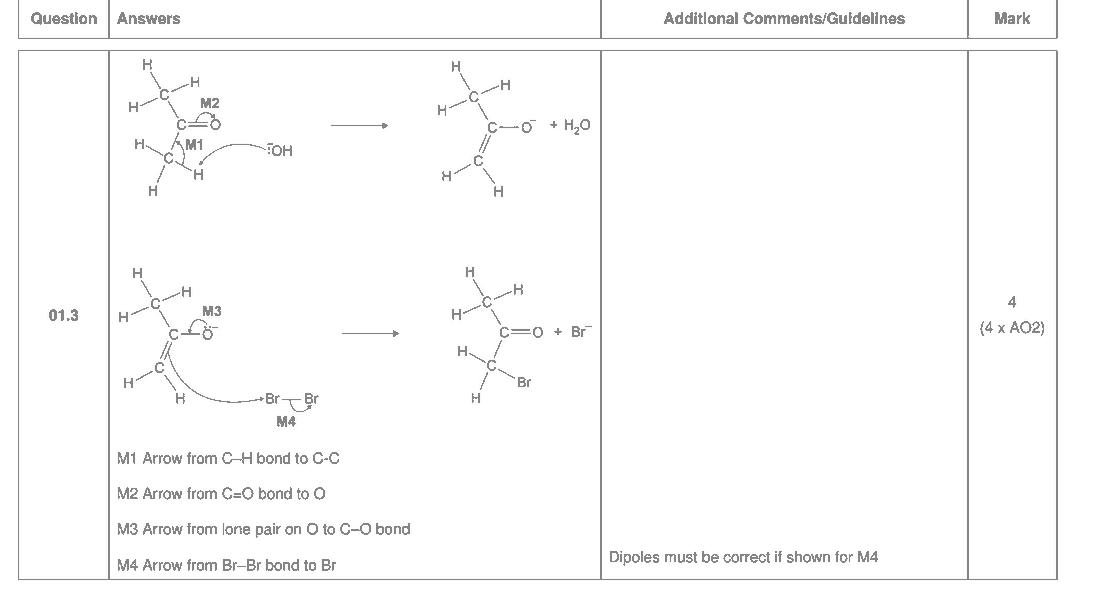 Question Answers Additional Comments/Guidelines Mark
H
H
C
H
M2
C O
H
M1
C
:OH
H
H
H
H
C
H
C O⁻ + H₂O
C
H
H
01.3
H
H
C
H
M3
C O⁻
C
H
H
Br Br
M4
H
H
C
H
C O + Br⁻
H
C
Br
H
4
(4 x AO2)
M1 Arrow from C–H bond to C-C
M2 Arrow from C=O bond to O
M3 Arrow from lone pair on O to C–O bond
M4 Arrow from Br–Br bond to Br
Dipoles must be correct if shown for M4